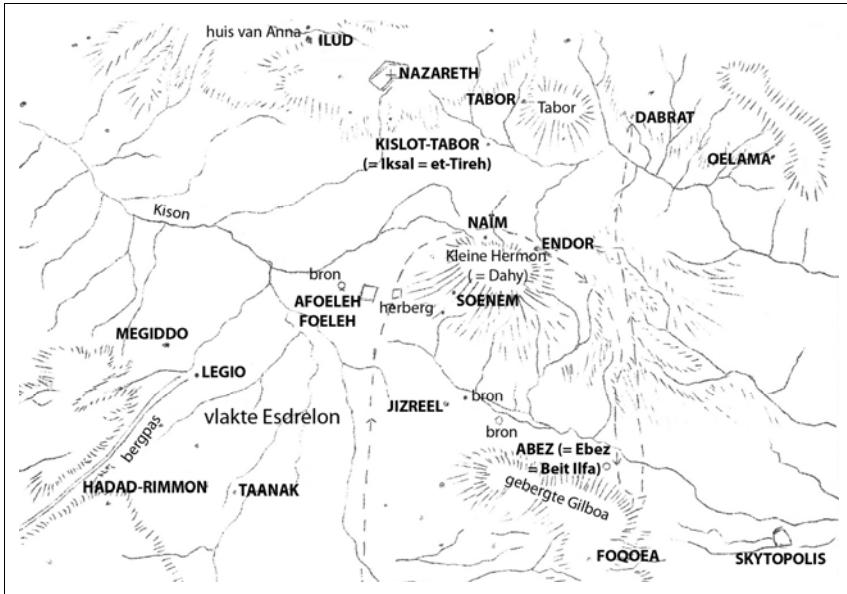 huis van Anna
ILUD
NAZARETH
TABOR
Tabor
DABRAT
KISLOT-TABOR
(= Iksal = et-Tireh)
OELAMA
Kison
NAÏM
ENDOR
Kleine Hermon
(= Dahy)
bron
AFOELEH
FOELEH
herberg
SOENEM
MEGIDDO
LEGIO
vlakte Esdrelon
JIZREEL
bron
bron
bergpas
ABEZ (= Ebez
= Beit Ilfa)
gebergte Gilboa
HADAD-RIMMON
TAANAK
FOQOEA
SKYTOPOLIS